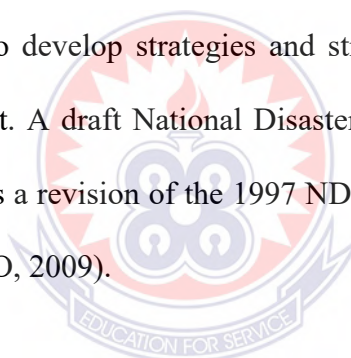 o develop strategies and st
t. A draft National Disaster
s a revision of the 1997 ND
O, 2009).
EDUCATION FOR SERVICE